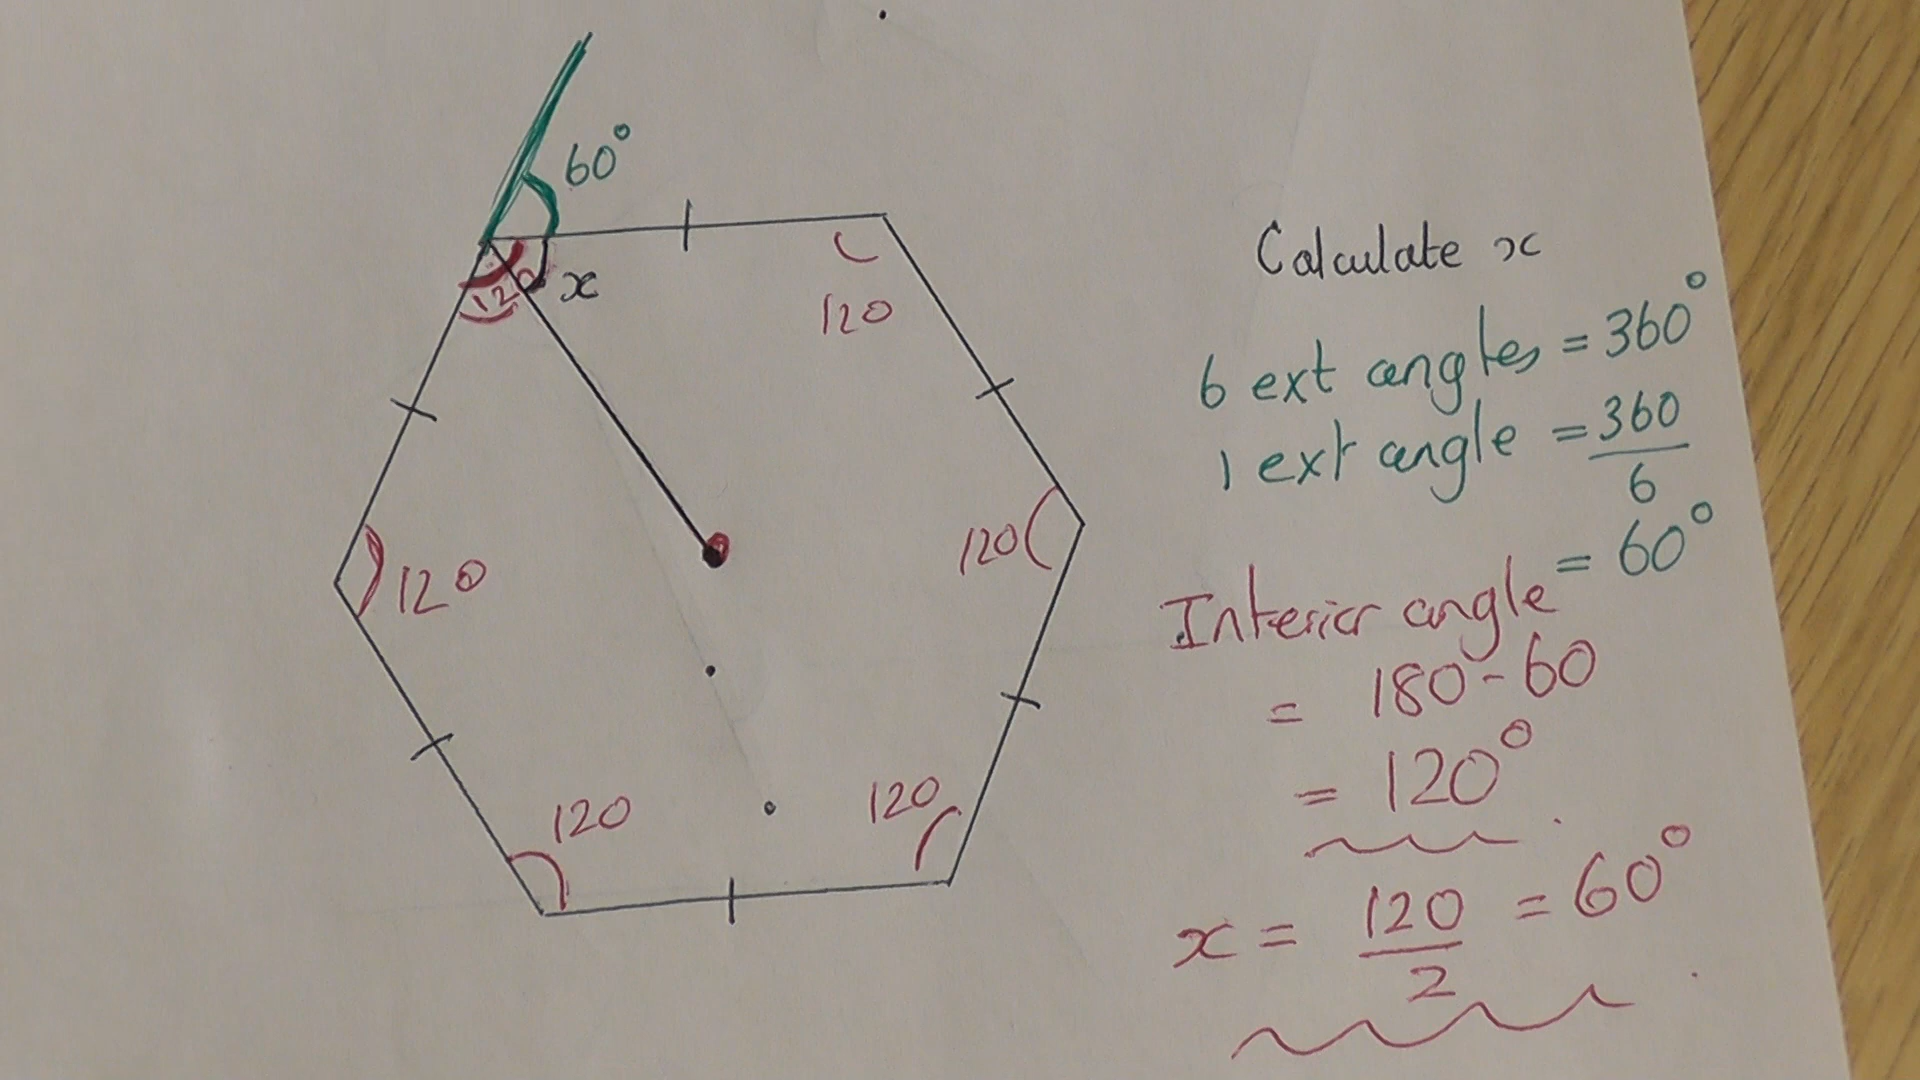 60°
x
120
120
120
120
120
120
Calculate x
6 ext angles = 360°
1 ext angle = 360/6
= 60°
Interior angle
= 180-60
= 120°
x = 120/2 = 60°